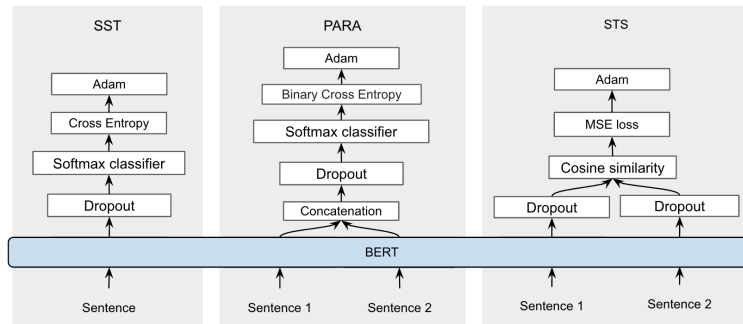 SST
Adam
Cross Entropy
Softmax classifier
Dropout
Sentence
PARA
Adam
Binary Cross Entropy
Softmax classifier
Dropout
Concatenation
Sentence 1
Sentence 2
STS
Adam
MSE loss
Cosine similarity
Dropout
Dropout
Sentence 1
Sentence 2
BERT